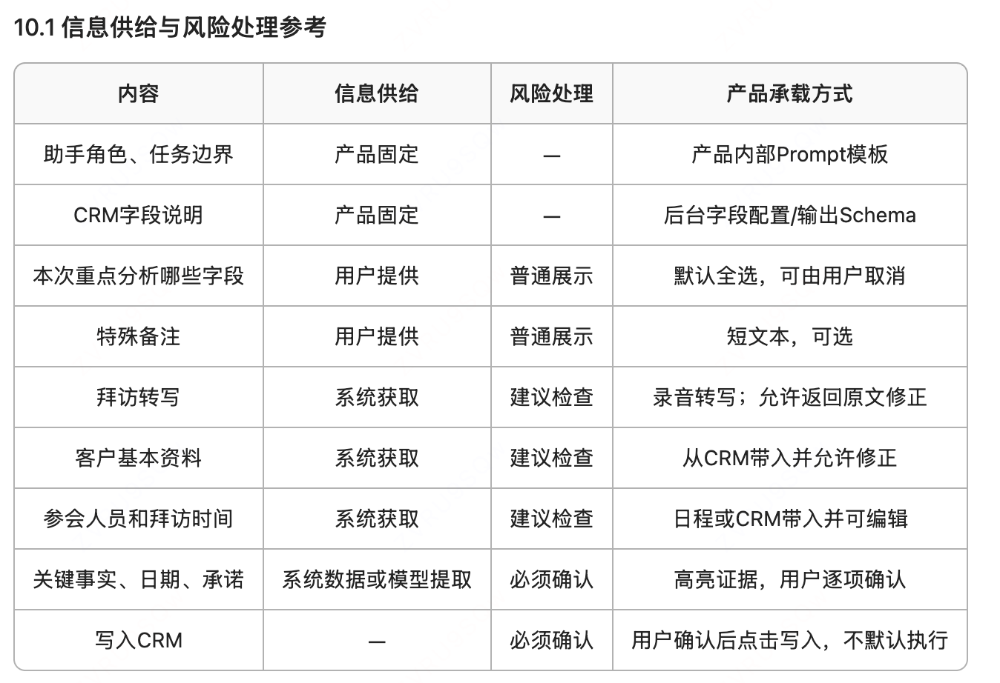 10.1 信息供给与风险处理参考
内容 信息供给 风险处理 产品承载方式
助手角色、任务边界 产品固定 — 产品内部Prompt模板
CRM字段说明 产品固定 — 后台字段配置/输出Schema
本次重点分析哪些字段 用户提供 普通展示 默认全选，可由用户取消
特殊备注 用户提供 普通展示 短文本，可选
拜访转写 系统获取 建议检查 录音转写；允许返回原文修正
客户基本资料 系统获取 建议检查 从CRM带入并允许修正
参会人员和拜访时间 系统获取 建议检查 日程或CRM带入并可编辑
关键事实、日期、承诺 系统数据或模型提取 必须确认 高亮证据，用户逐项确认
写入CRM — 必须确认 用户确认后点击写入，不默认执行